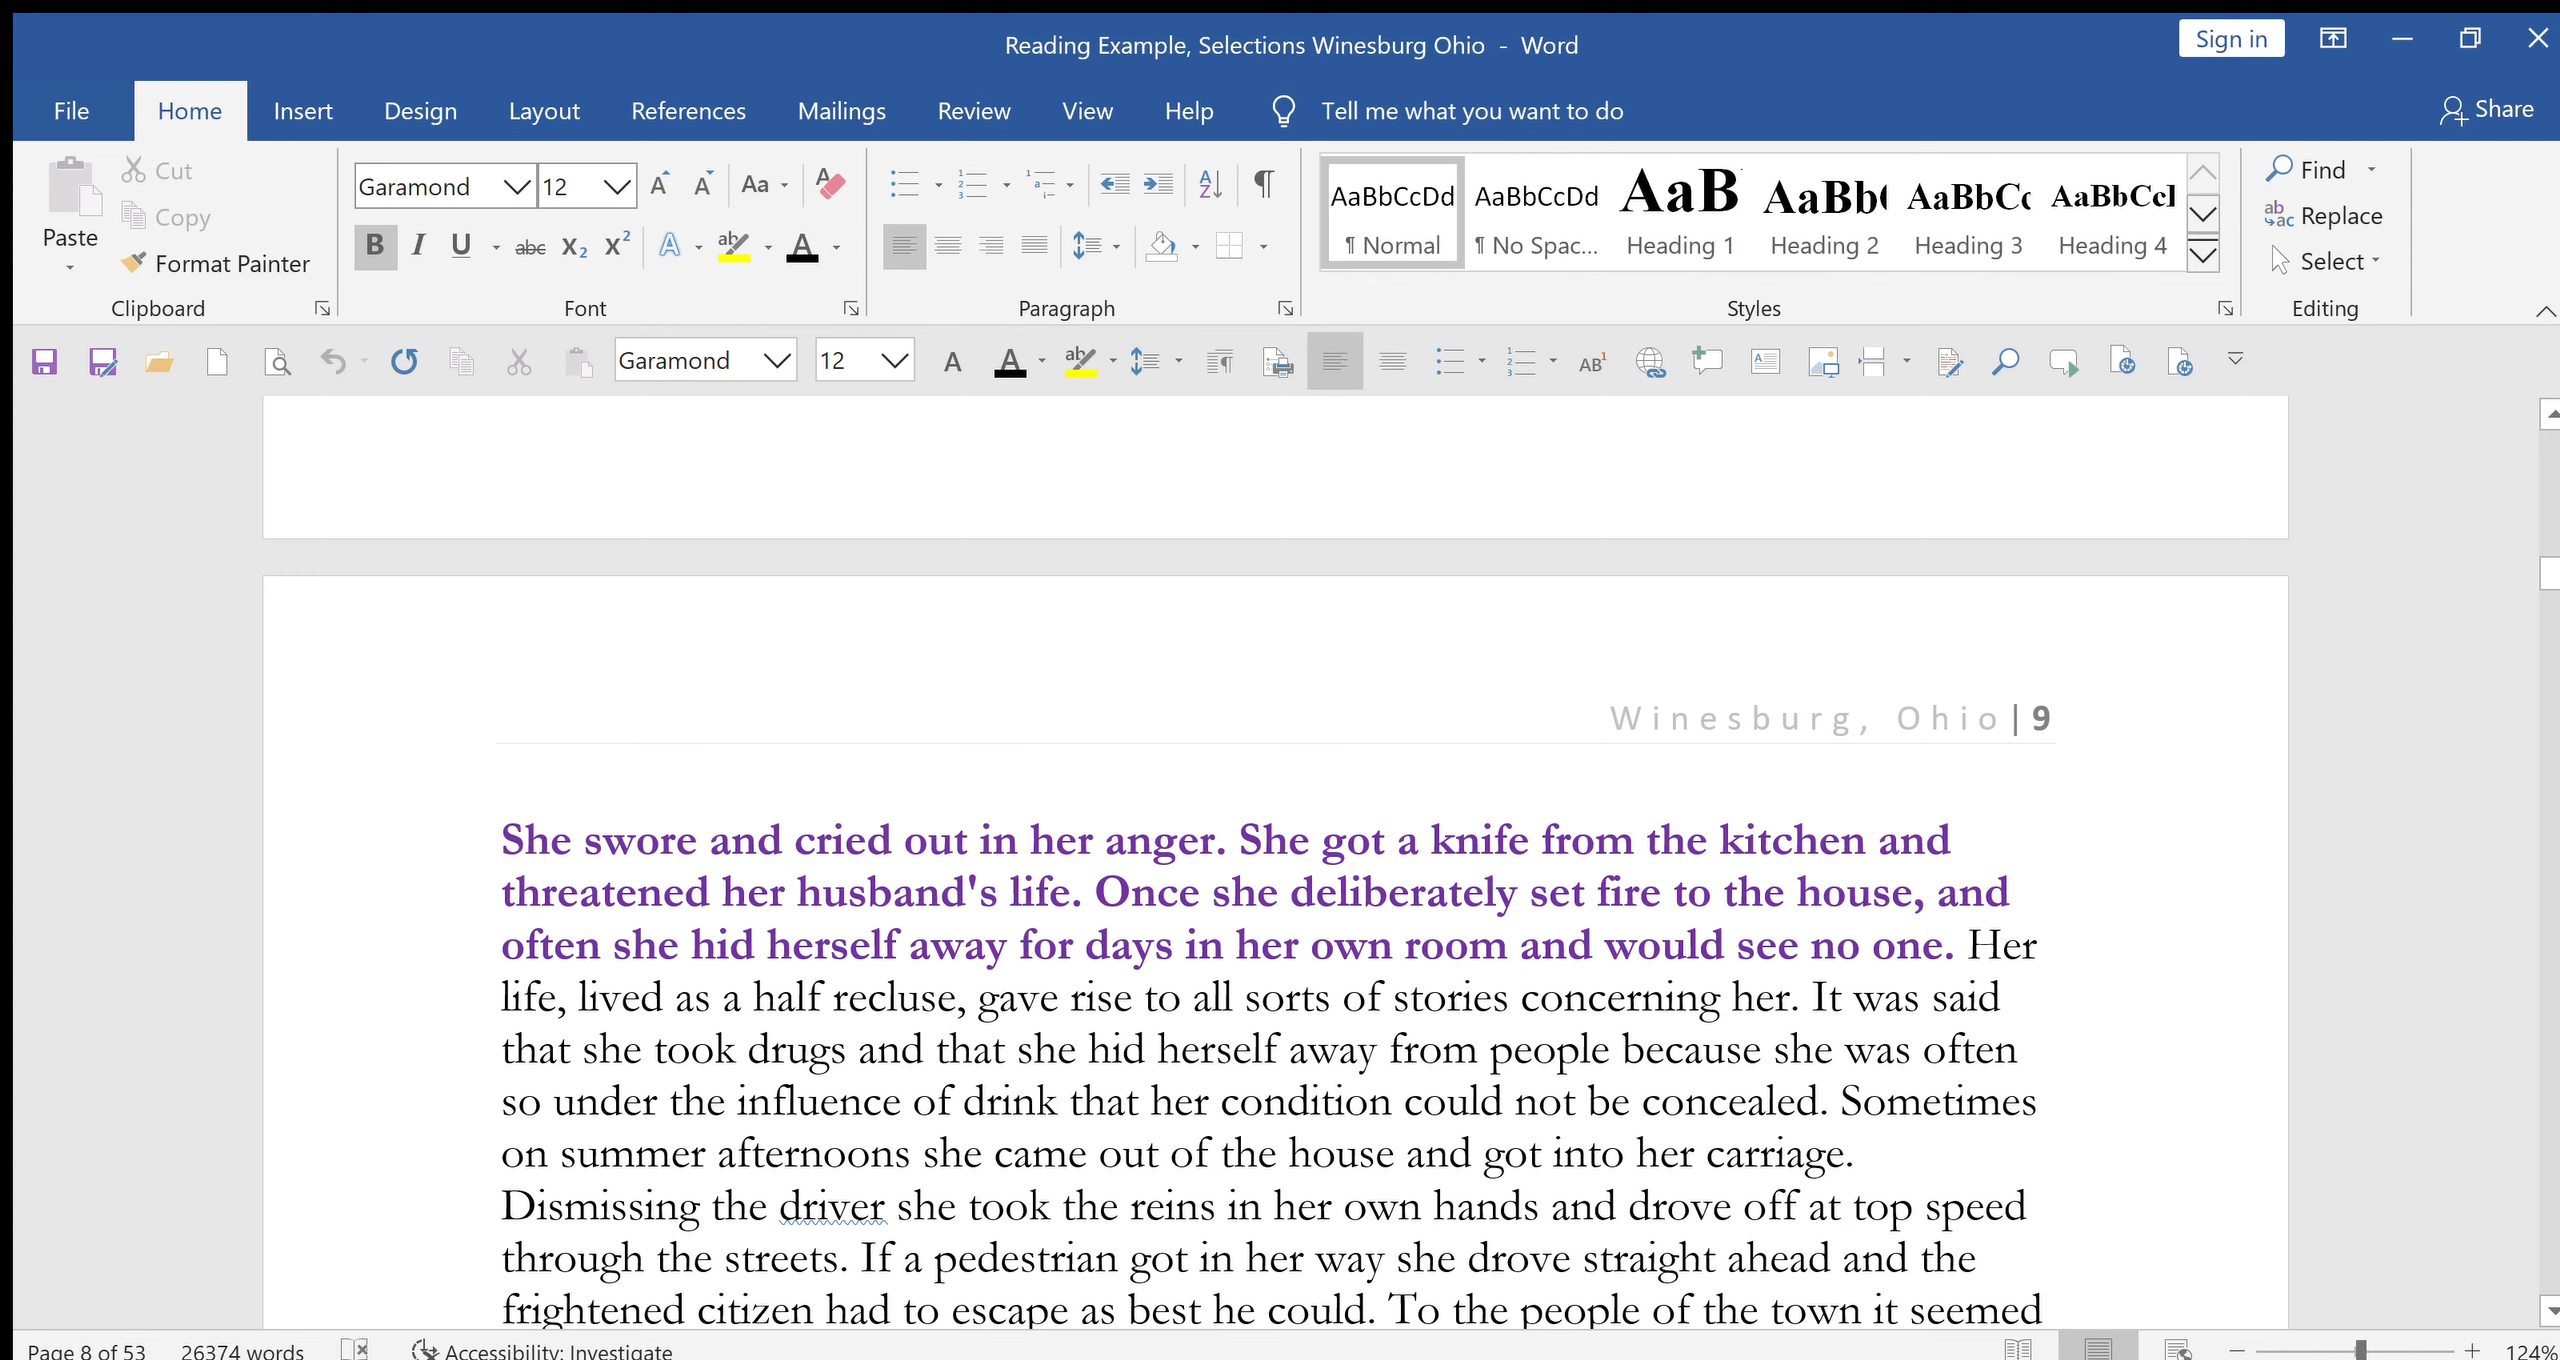 Reading Example, Selections Winesburg Ohio - Word
Sign in
File Home Insert Design Layout References Mailings Review View Help Tell me what you want to do Share
Paste
Cut
Copy
Format Painter
Clipboard
Garamond 12
Font
Paragraph
AaBbCcDd AaBbCcDd AaB AaBb( AaBbCc AaBbCcl
¶ Normal ¶ No Spac... Heading 1 Heading 2 Heading 3 Heading 4
Styles
Find
Replace
Select
Editing
Garamond 12
Winesburg, Ohio|9
She swore and cried out in her anger. She got a knife from the kitchen and
threatened her husband's life. Once she deliberately set fire to the house, and
often she hid herself away for days in her own room and would see no one. Her
life, lived as a half recluse, gave rise to all sorts of stories concerning her. It was said
that she took drugs and that she hid herself away from people because she was often
so under the influence of drink that her condition could not be concealed. Sometimes
on summer afternoons she came out of the house and got into her carriage.
Dismissing the driver she took the reins in her own hands and drove off at top speed
through the streets. If a pedestrian got in her way she drove straight ahead and the
frightened citizen had to escape as best he could. To the people of the town it seemed
Page 8 of 53 26374 words Accessibility: Investigate 124%